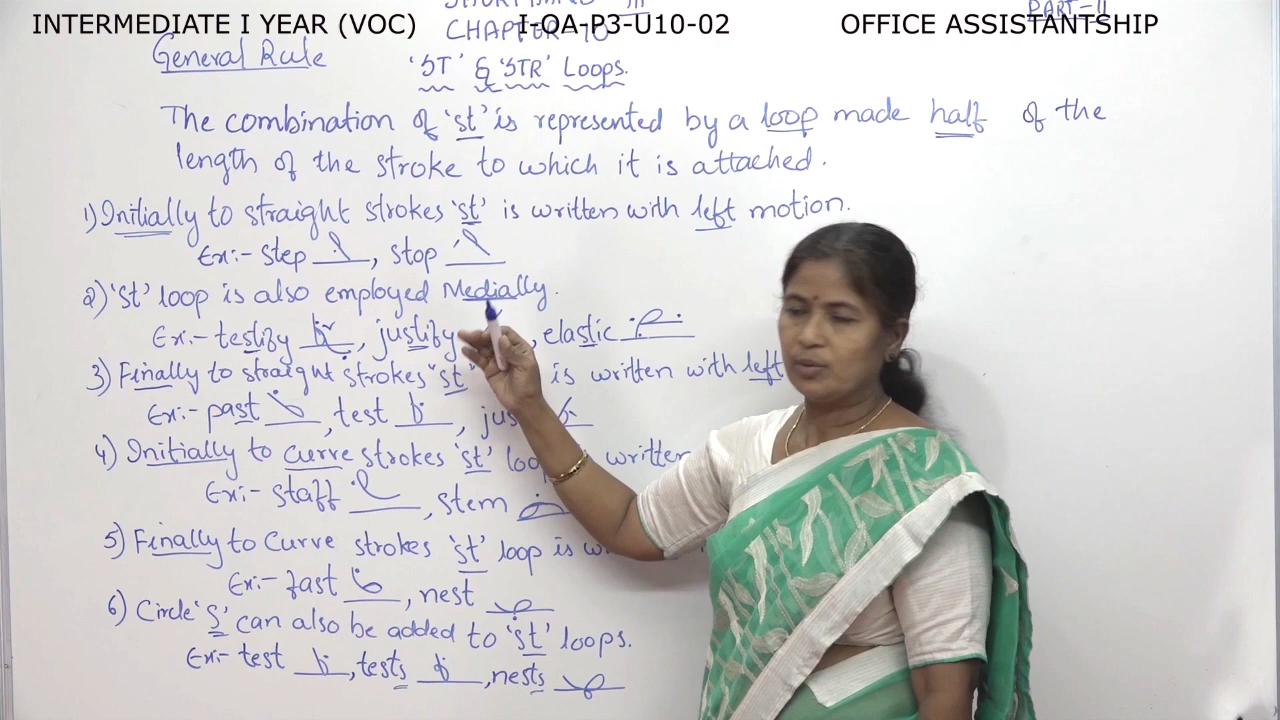 INTERMEDIATE I YEAR (VOC) I-OA-P3-U10-02 OFFICE ASSISTANTSHIP
PART-II
CHAPTER-10
General Rule
'ST' & 'STR' Loops.
The combination of 'st' is represented by a loop made half of the
length of the stroke to which it is attached.
1) Initially to straight strokes 'st' is written with left motion.
Ex:- step , stop
2) 'st' loop is also employed Medially.
Ex:- testify , justify , elastic
3) Finally to straight strokes "st" is written with left
Ex:- past , test , jus
4) Initially to curve strokes 'st' loo written
Ex:- staff , stem
5) Finally to Curve strokes 'st' loop is w
Ex:- fast , nest
6) Circle 'S' can also be added to 'st' loops.
Ex:- test , tests , nests